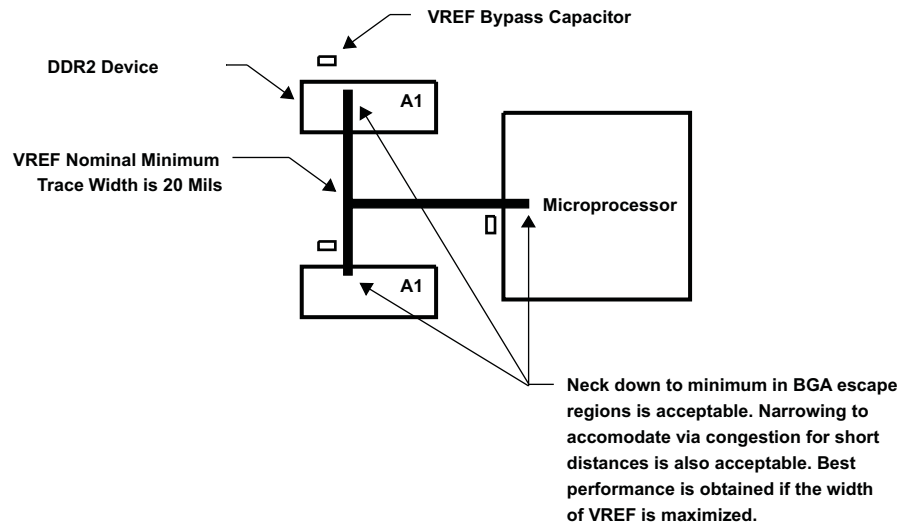 VREF Bypass Capacitor
DDR2 Device
A1
VREF Nominal Minimum
Trace Width is 20 Mils
Microprocessor
A1
Neck down to minimum in BGA escape
regions is acceptable. Narrowing to
accomodate via congestion for short
distances is also acceptable. Best
performance is obtained if the width
of VREF is maximized.